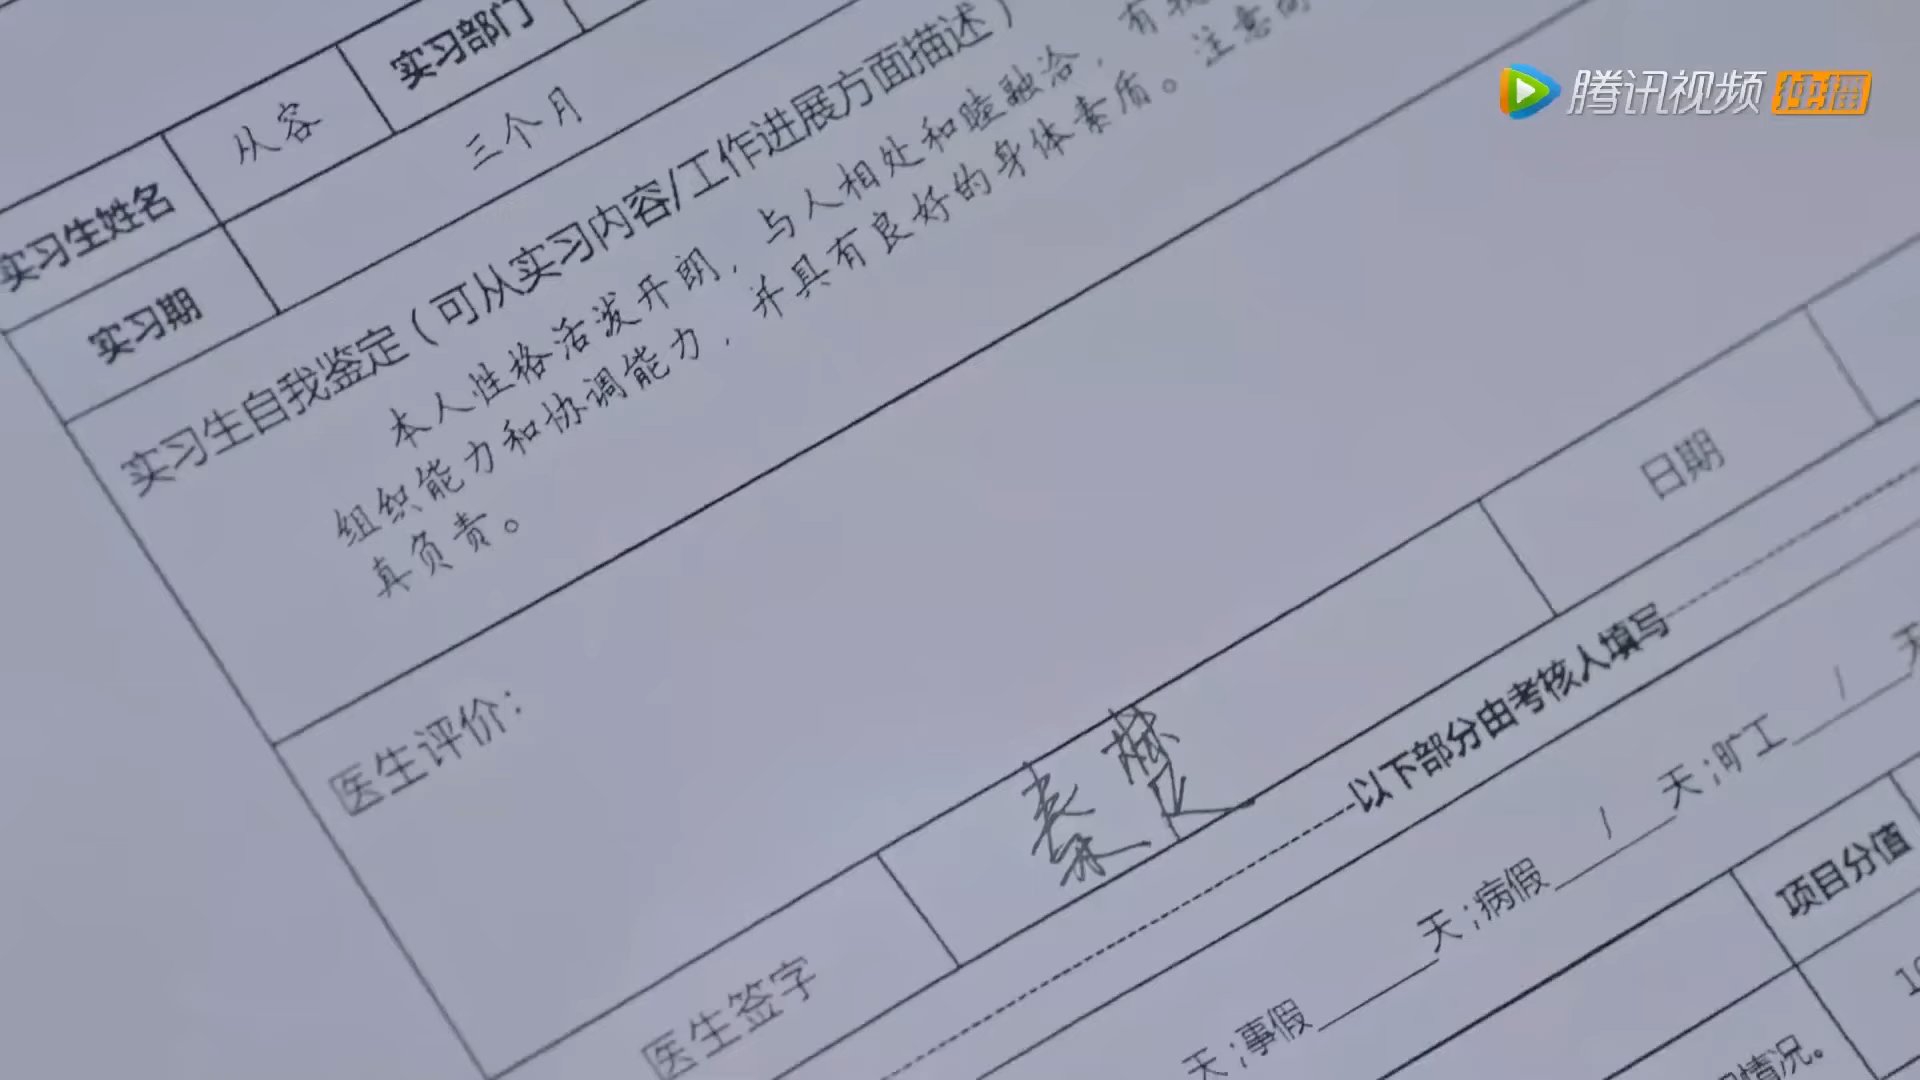 腾讯视频 独播
实习生姓名 从容 实习部门
实习期 三个月
实习生自我鉴定（可从实习内容/工作进展方面描述）
本人性格活泼开朗，与人相处和睦融洽，有
组织能力和协调能力，并具有良好的身体素质。注意
真负责。
医生评价：
医生签字 秦楚 日期
以下部分由考核人填写
天；事假 天；病假 / 天；旷工 / 天
项目分值
情况。